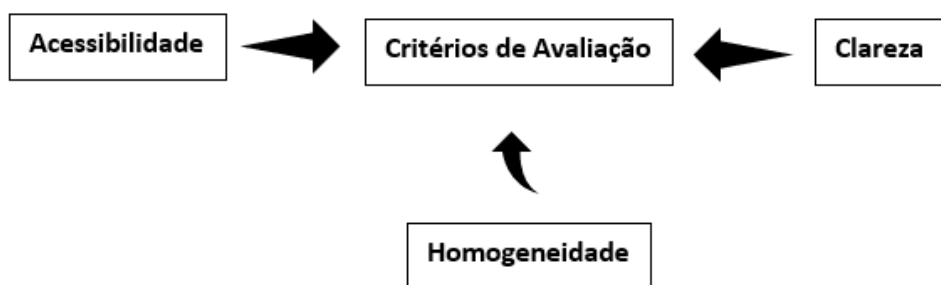 Acessibilidade
Critérios de Avaliação
Clareza
Homogeneidade